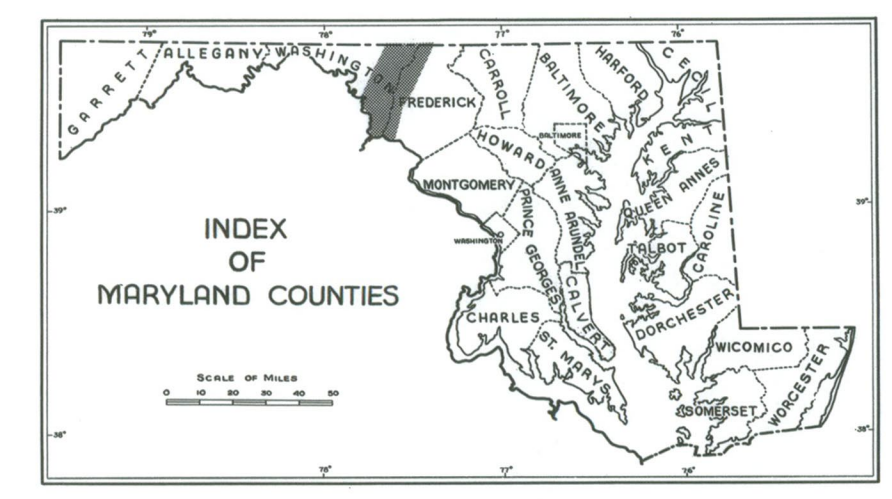 79°
78°
77°
76°
GARRETT
ALLEGANY
WASHINGTON
FREDERICK
CARROLL
BALTIMORE
HARFORD
CECIL
BALTIMORE
KENT
HOWARD
MONTGOMERY
ANNE ARUNDEL
QUEEN ANNES
CAROLINE
39°
39°
PRINCE GEORGES
WASHINGTON
TALBOT
INDEX
OF
MARYLAND COUNTIES
CALVERT
CHARLES
DORCHESTER
ST. MARYS
WICOMICO
WORCESTER
SOMERSET
SCALE OF MILES
0 10 20 30 40 50
38°
38°
78°
77°
76°